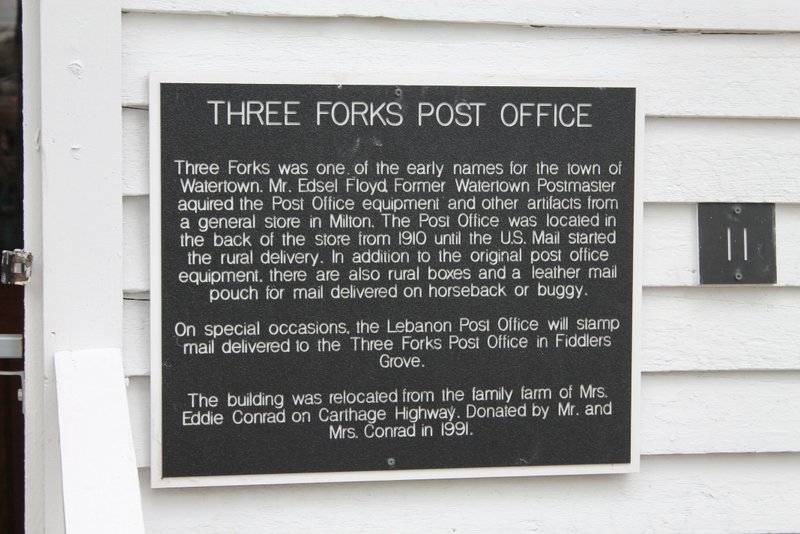 THREE FORKS POST OFFICE
Three Forks was one of the early names for the town of
Watertown. Mr. Edsel Floyd, Former Watertown Postmaster
aquired the Post Office equipment and other artifacts from
a general store in Milton. The Post Office was located in
the back of the store from 1910 until the U.S. Mail started
the rural delivery. In addition to the original post office
equipment, there are also rural boxes and a leather mail
pouch for mail delivered on horseback or buggy.
On special occasions, the Lebanon Post Office will stamp
mail delivered to the Three Forks Post Office in Fiddlers
Grove.
The building was relocated from the family farm of Mrs.
Eddie Conrad on Carthage Highway. Donated by Mr. and
Mrs. Conrad in 1991.
11